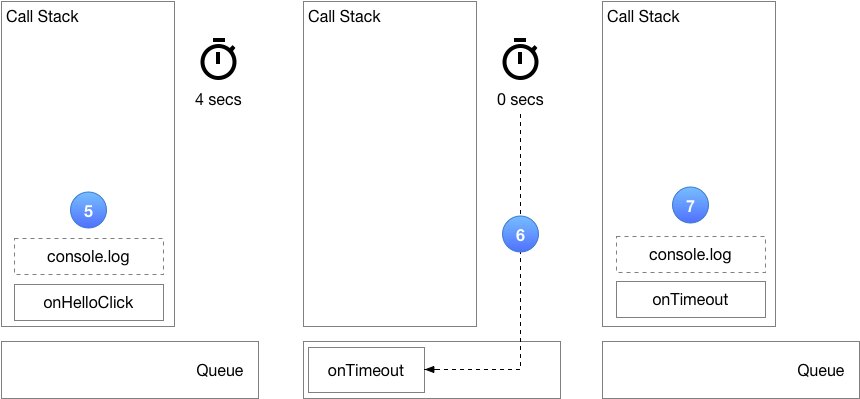 Call Stack
4 secs
5
console.log
onHelloClick
Queue
Call Stack
0 secs
6
onTimeout
Call Stack
7
console.log
onTimeout
Queue